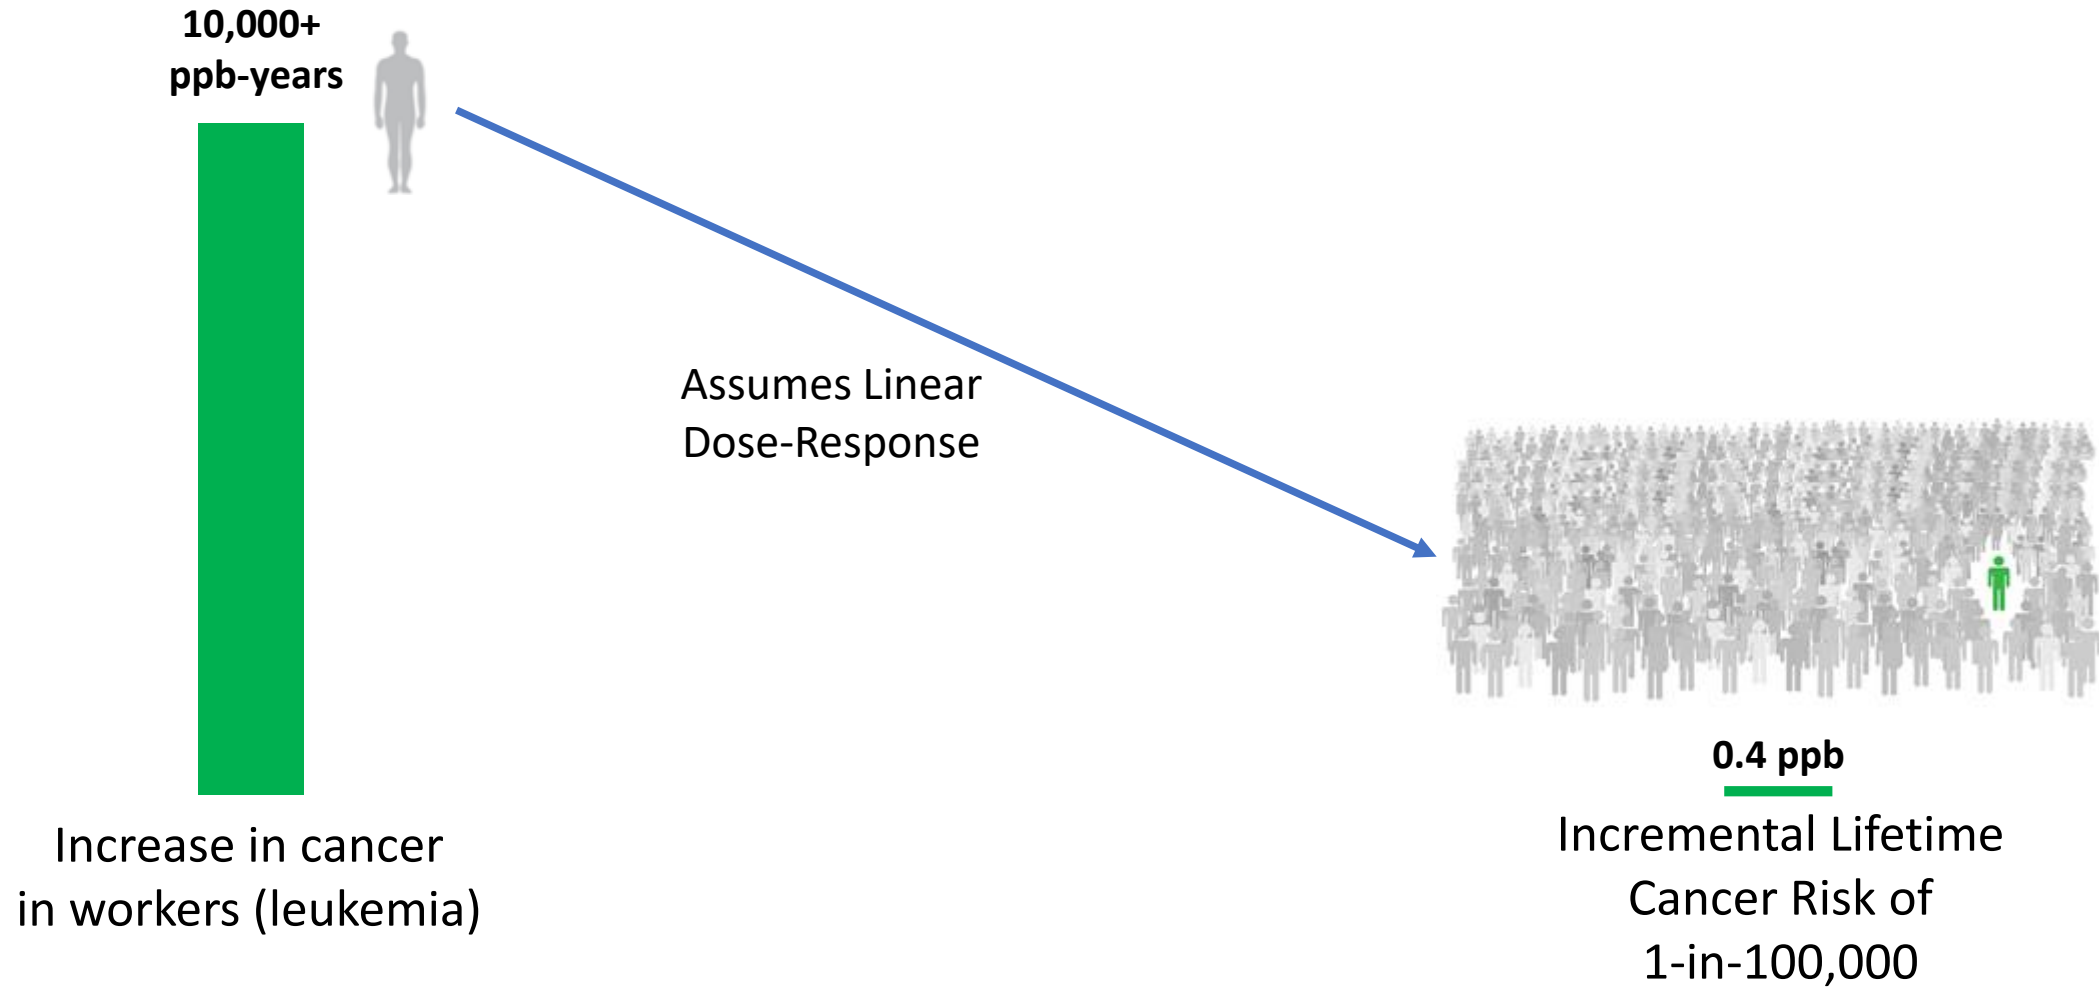 10,000+
ppb-years
Assumes Linear
Dose-Response
0.4 ppb
Increase in cancer
in workers (leukemia)
Incremental Lifetime
Cancer Risk of
1-in-100,000